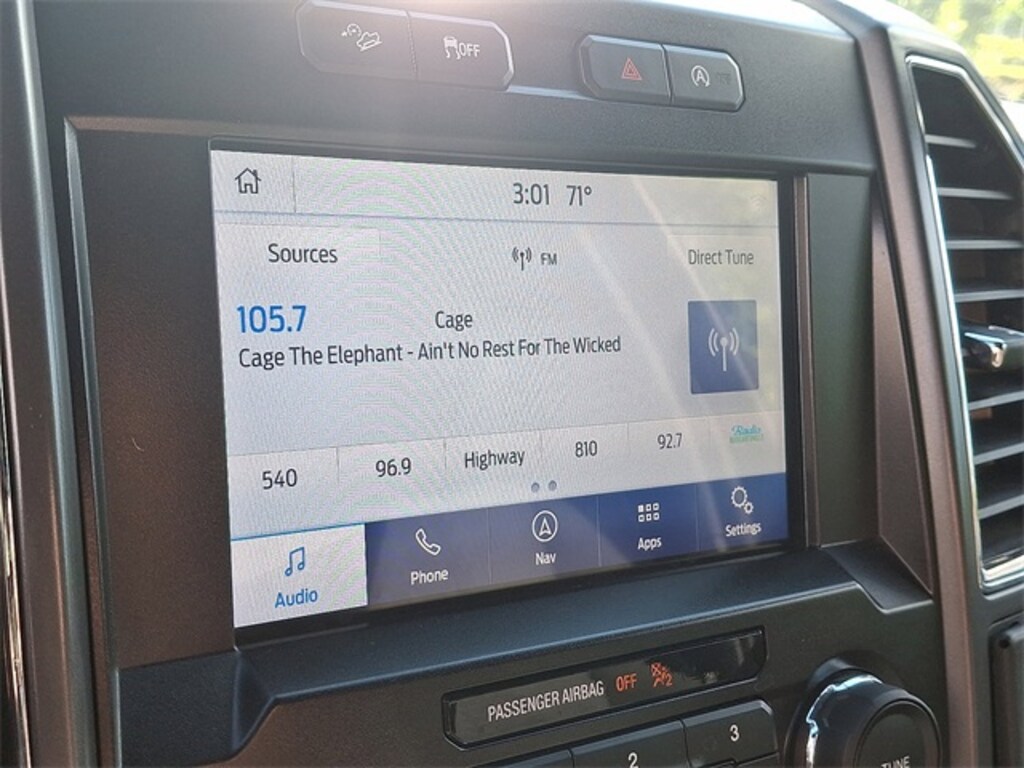 OFF
3:01 71°
Sources
FM
Direct Tune
105.7
Cage
Cage The Elephant - Ain't No Rest For The Wicked
540
96.9
Highway
810
92.7
Radio
Audio
Phone
Nav
Apps
Settings
PASSENGER AIRBAG OFF
2
2
3
TUNE